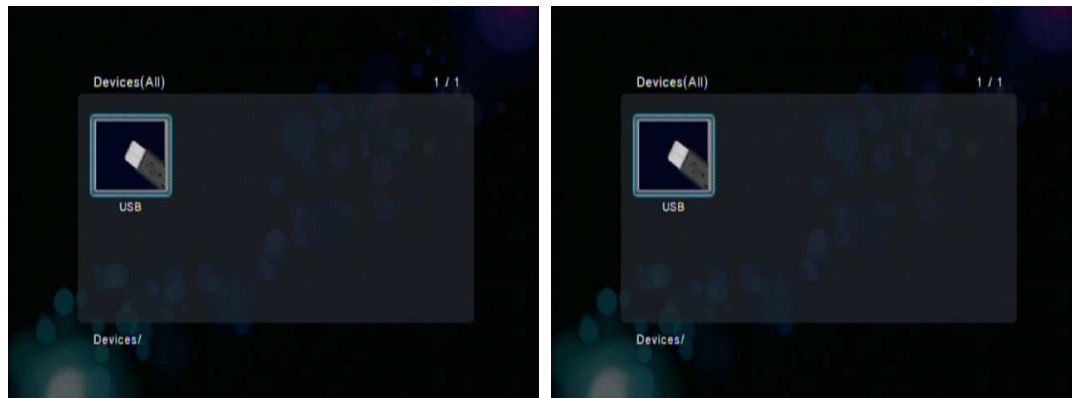 Devices(All) 1 / 1
USB
Devices/
Devices(All) 1 / 1
USB
Devices/